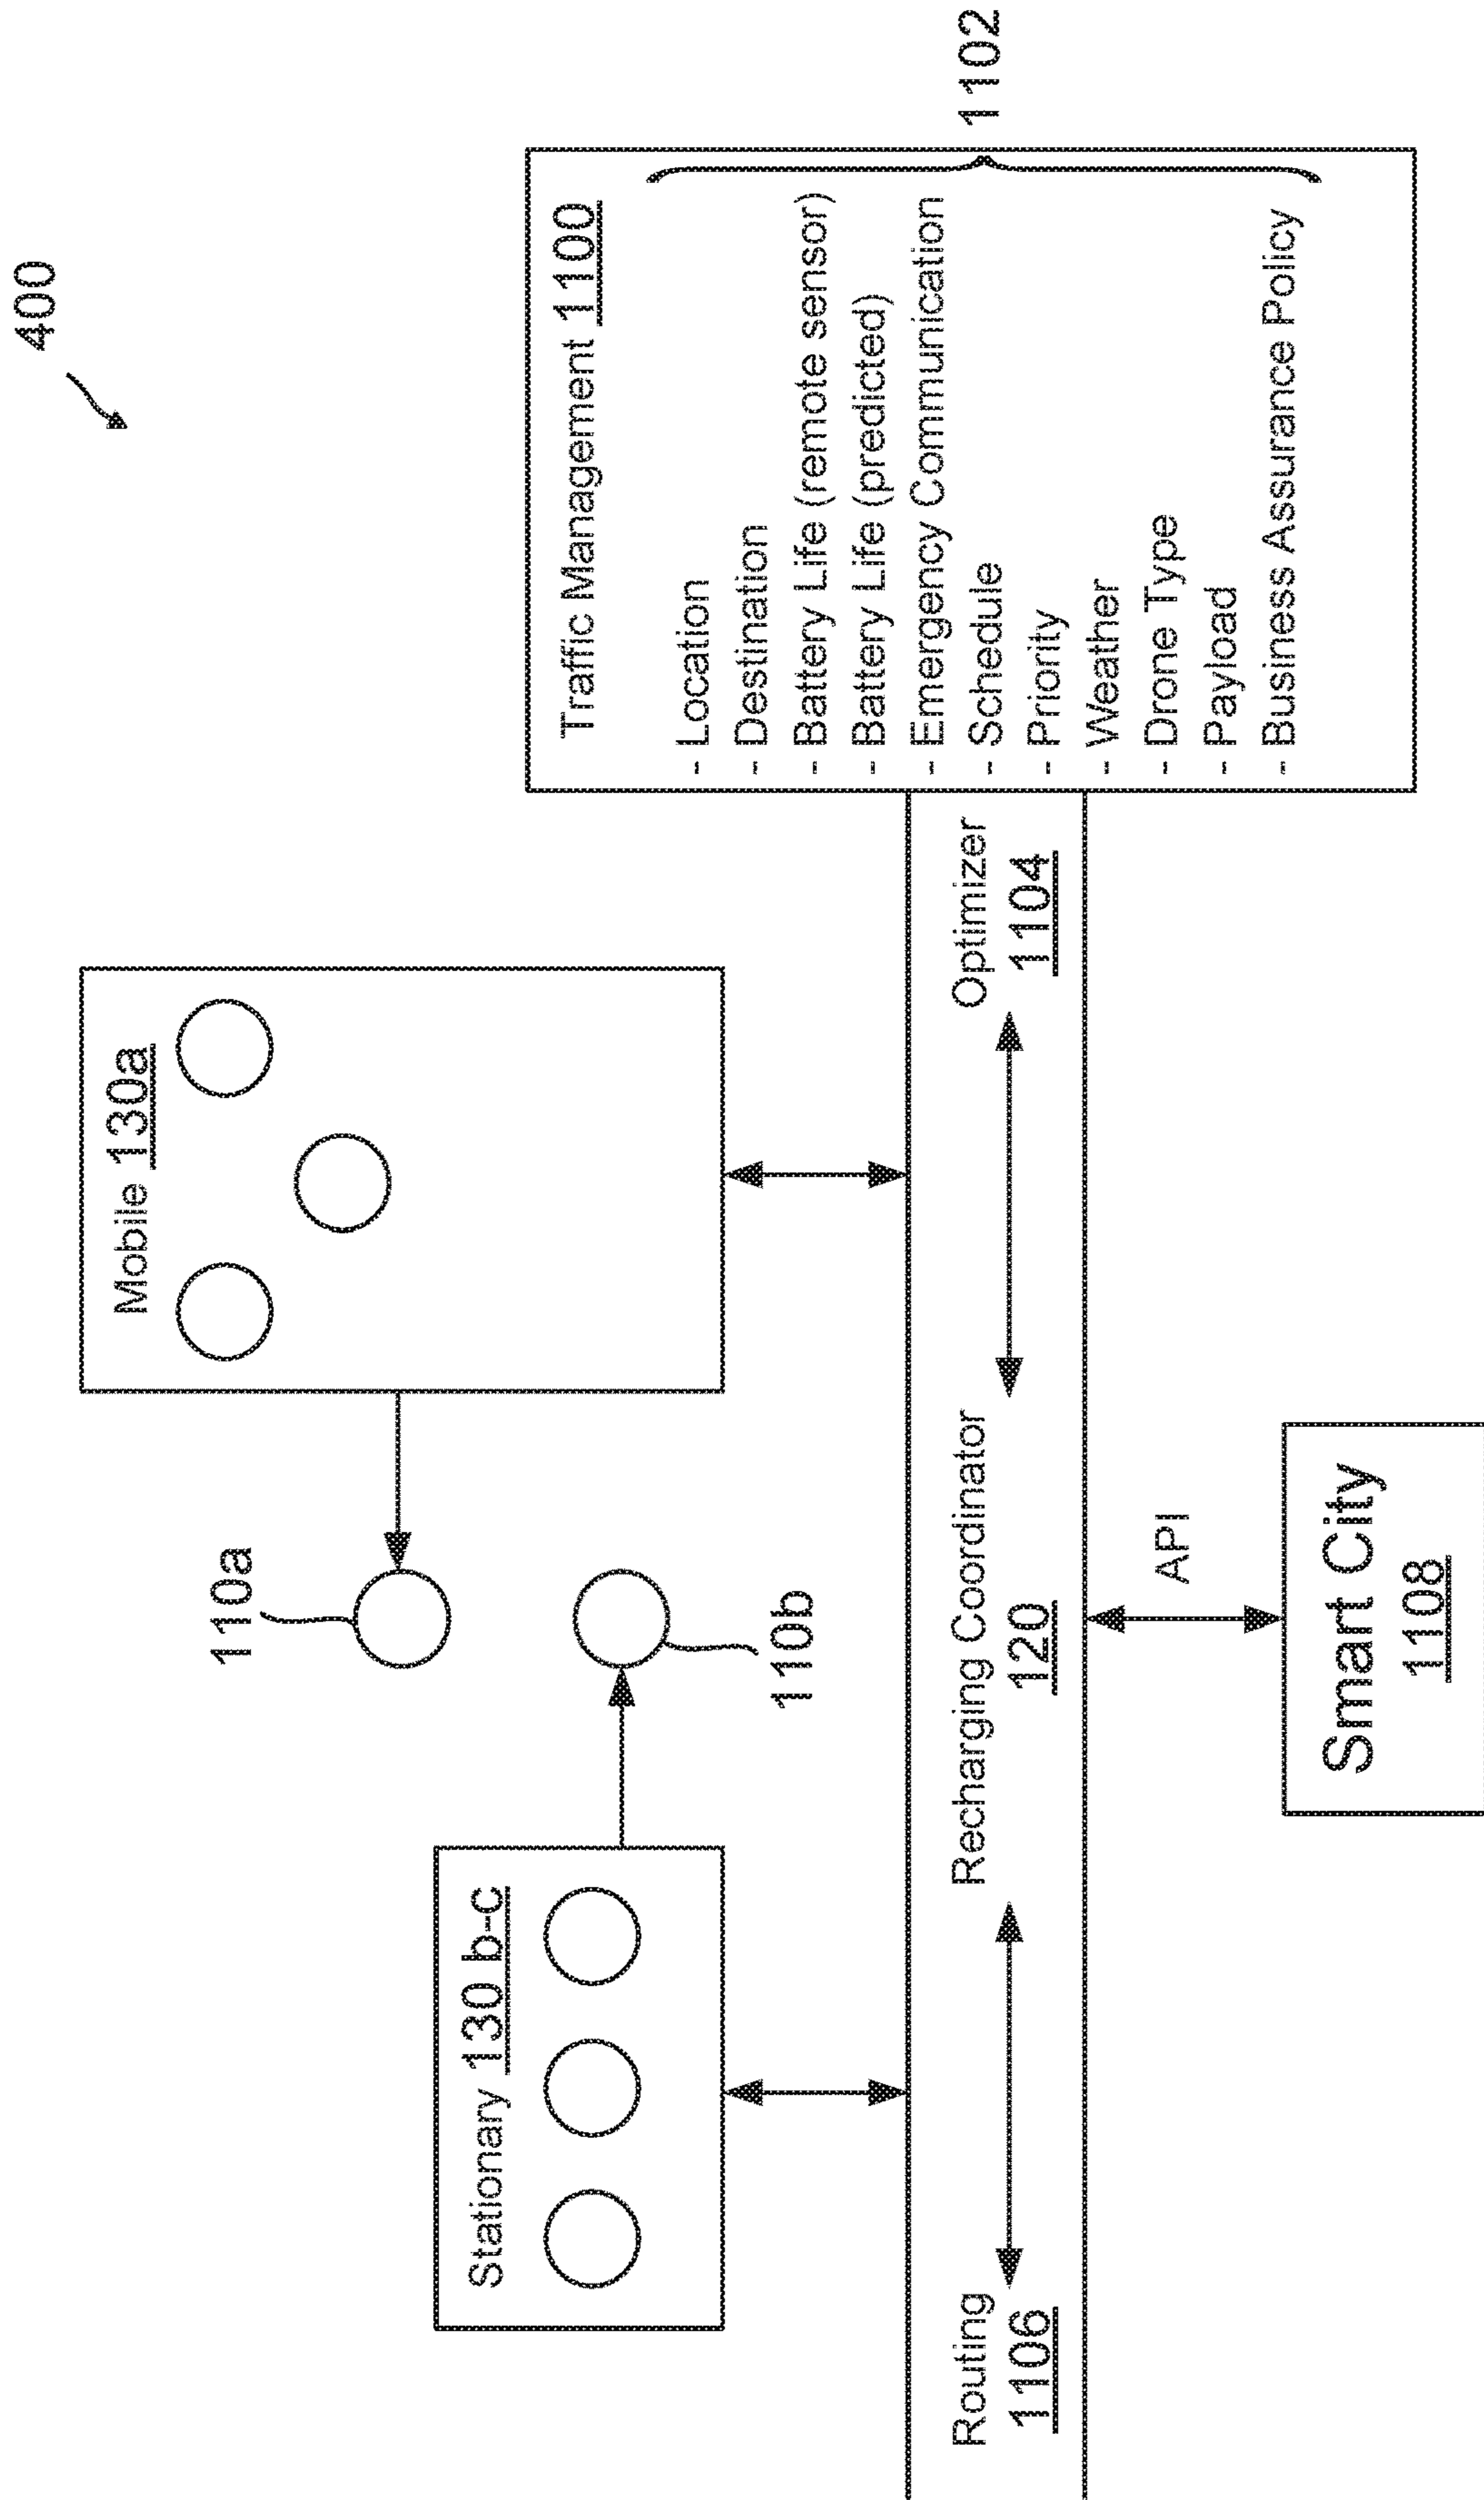 400
Mobile 130a
110a
Stationary 130 b-c
110b
Traffic Management 1100
- Location
- Destination
- Battery Life (remote sensor)
- Battery Life (predicted)
- Emergency Communication
- Schedule
- Priority
- Weather
- Drone Type
- Payload
- Business Assurance Policy
1102
Routing
1106
Recharging Coordinator
120
Optimizer
1104
API
Smart City
1108